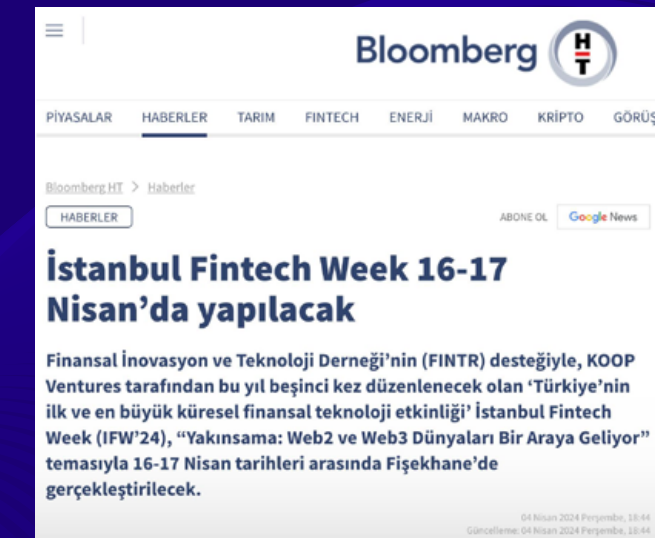 Bloomberg HT
PİYASALAR HABERLER TARIM FINTECH ENERJİ MAKRO KRİPTO GÖRÜŞ
Bloomberg HT > Haberler
HABERLER
ABONE OL Google News
İstanbul Fintech Week 16-17
Nisan’da yapılacak
Finansal İnovasyon ve Teknoloji Derneği’nin (FINTR) desteğiyle, KOOP
Ventures tarafından bu yıl beşinci kez düzenlenecek olan ‘Türkiye’nin
ilk ve en büyük küresel finansal teknoloji etkinliği’ İstanbul Fintech
Week (IFW’24), “Yakınsama: Web2 ve Web3 Dünyaları Bir Araya Geliyor”
temasıyla 16-17 Nisan tarihleri arasında Fişekhane’de
gerçekleştirilecek.
04 Nisan 2024 Perşembe, 18:44
Güncelleme: 04 Nisan 2024 Perşembe, 18:44